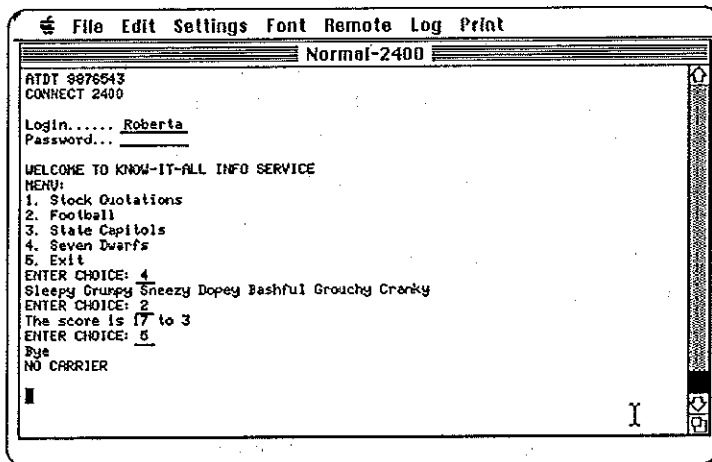 File Edit Settings Font Remote Log Print
Normal-2400
ATDT 9876543
CONNECT 2400
Login...... Roberta
Password...
WELCOME TO KNOW-IT-ALL INFO SERVICE
MENU:
1. Stock Quotations
2. Football
3. State Capitols
4. Seven Dwarfs
5. Exit
ENTER CHOICE: 4
Sleepy Grumpy Sneezy Dopey Bashful Grouchy Cranky
ENTER CHOICE: 2
The score is 17 to 3
ENTER CHOICE: 5
Bye
NO CARRIER